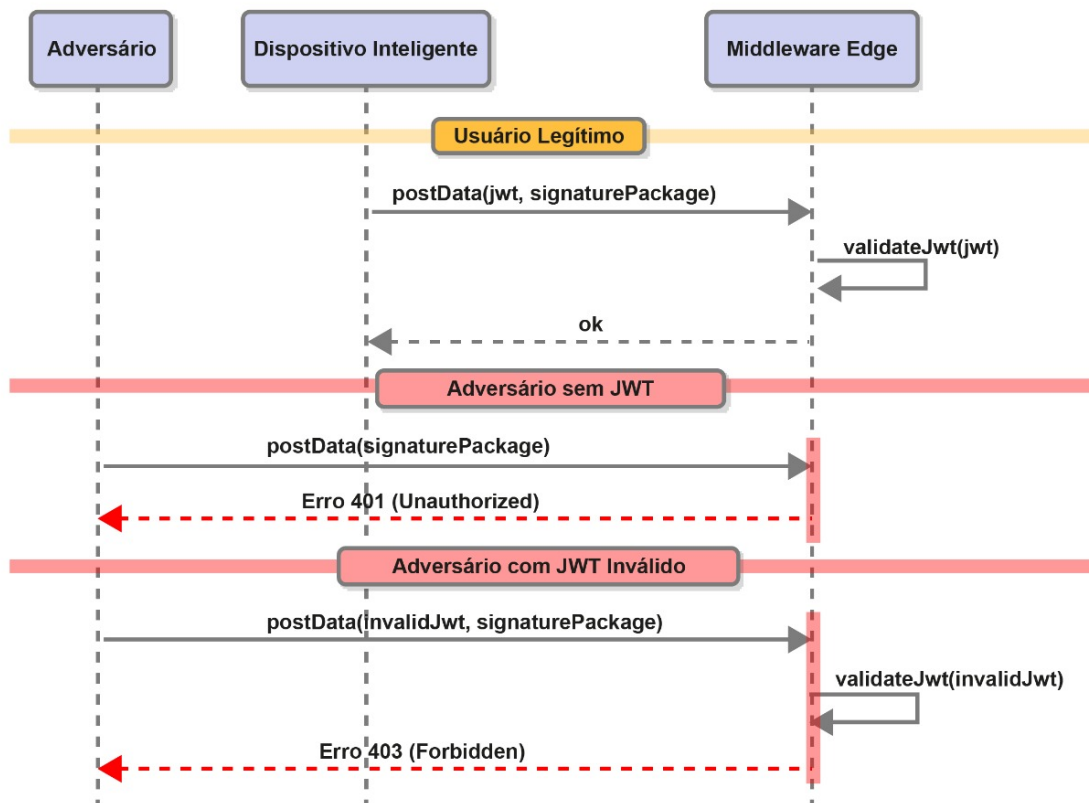 Adversário
Dispositivo Inteligente
Middleware Edge
Usuário Legítimo
postData(jwt, signaturePackage)
validateJwt(jwt)
ok
Adversário sem JWT
postData(signaturePackage)
Erro 401 (Unauthorized)
Adversário com JWT Inválido
postData(invalidJwt, signaturePackage)
validateJwt(invalidJwt)
Erro 403 (Forbidden)